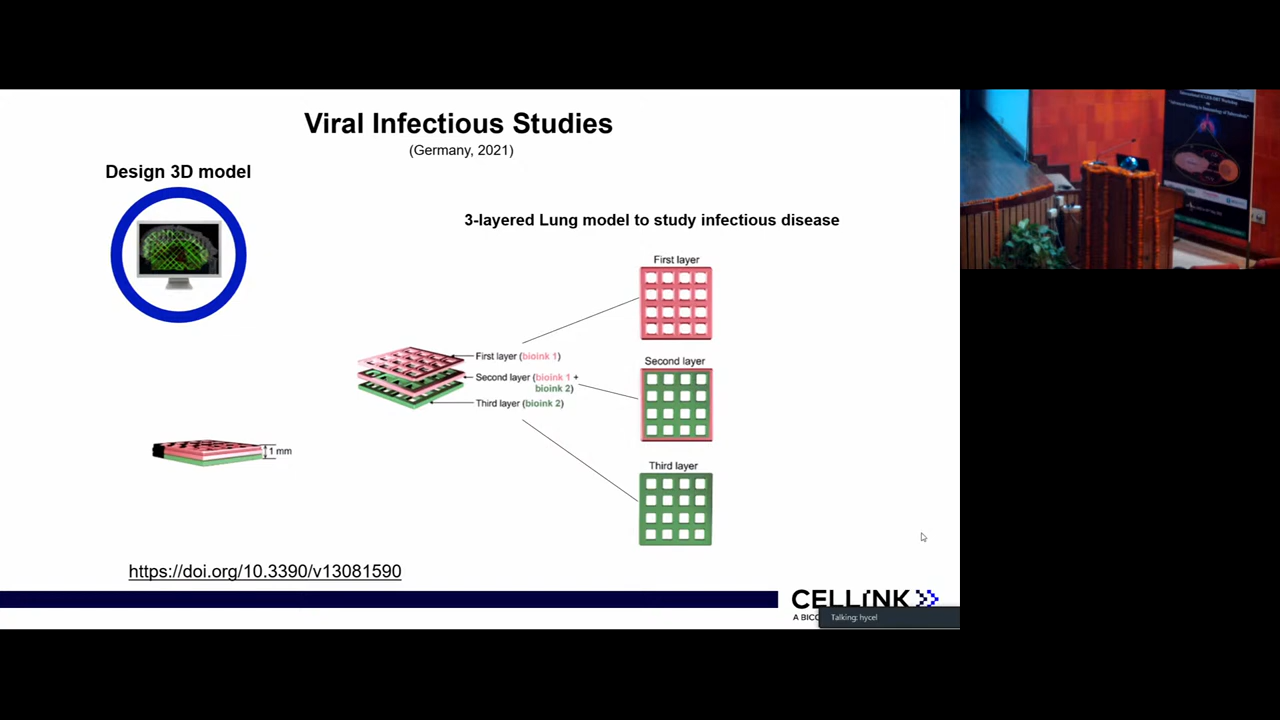 Viral Infectious Studies
(Germany, 2021)
Design 3D model
3-layered Lung model to study infectious disease
First layer
First layer (bioink 1)
Second layer (bioink 1 +
bioink 2)
Third layer (bioink 2)
Second layer
Third layer
1 mm
https://doi.org/10.3390/v13081590
CELLINK
A BICO
Talking: hycel